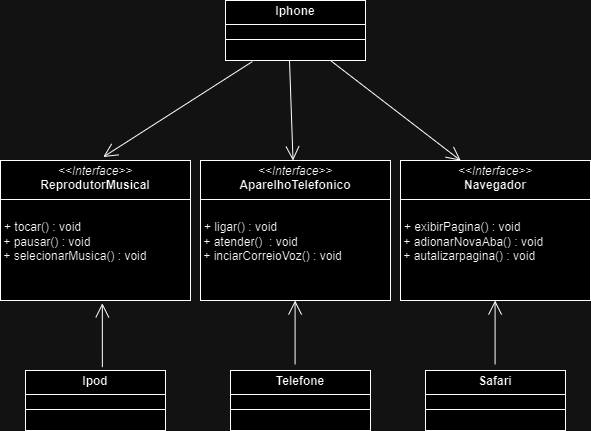 Iphone
<<Interface>>
ReprodutorMusical
+ tocar() : void
+ pausar() : void
+ selecionarMusica() : void
<<Interface>>
AparelhoTelefonico
+ ligar() : void
+ atender() : void
+ inciarCorreioVoz() : void
<<Interface>>
Navegador
+ exibirPagina() : void
+ adionarNovaAba() : void
+ autalizarpagina() : void
Ipod
Telefone
Safari